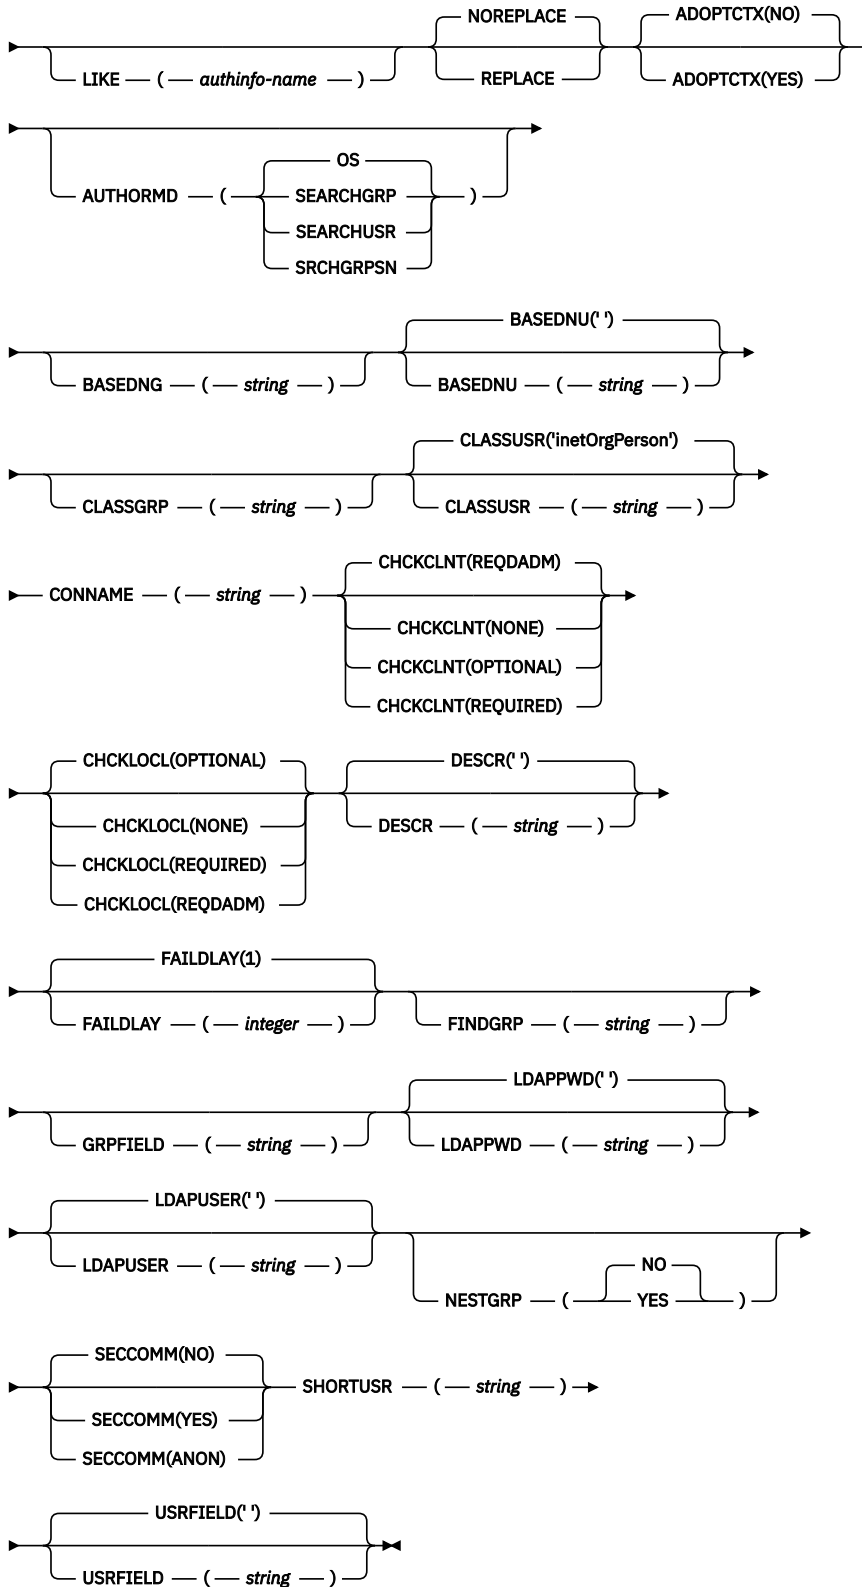 NOREPLACE ADOPTCTX(NO)
LIKE ( authinfo-name ) REPLACE ADOPTCTX(YES)
OS
AUTHORMD ( SEARCHGRP )
SEARCHUSR
SRCHGRPSN
BASEDNU(' ')
BASEDNG ( string ) BASEDNU ( string )
CLASSUSR('inetOrgPerson')
CLASSGRP ( string ) CLASSUSR ( string )
CHCKCLNT(REQDADM)
CONNAME ( string )
CHCKCLNT(NONE)
CHCKCLNT(OPTIONAL)
CHCKCLNT(REQUIRED)
CHCKLOCL(OPTIONAL) DESCR(' ')
CHCKLOCL(NONE) DESCR ( string )
CHCKLOCL(REQUIRED)
CHCKLOCL(REQDADM)
FAILDLAY(1)
FAILDLAY ( integer ) FINDGRP ( string )
LDAPPWD(' ')
GRPFIELD ( string ) LDAPPWD ( string )
LDAPUSER(' ')
LDAPUSER ( string ) NO
NESTGRP ( YES )
SECCOMM(NO)
SHORTUSR ( string )
SECCOMM(YES)
SECCOMM(ANON)
USRFIELD(' ')
USRFIELD ( string )